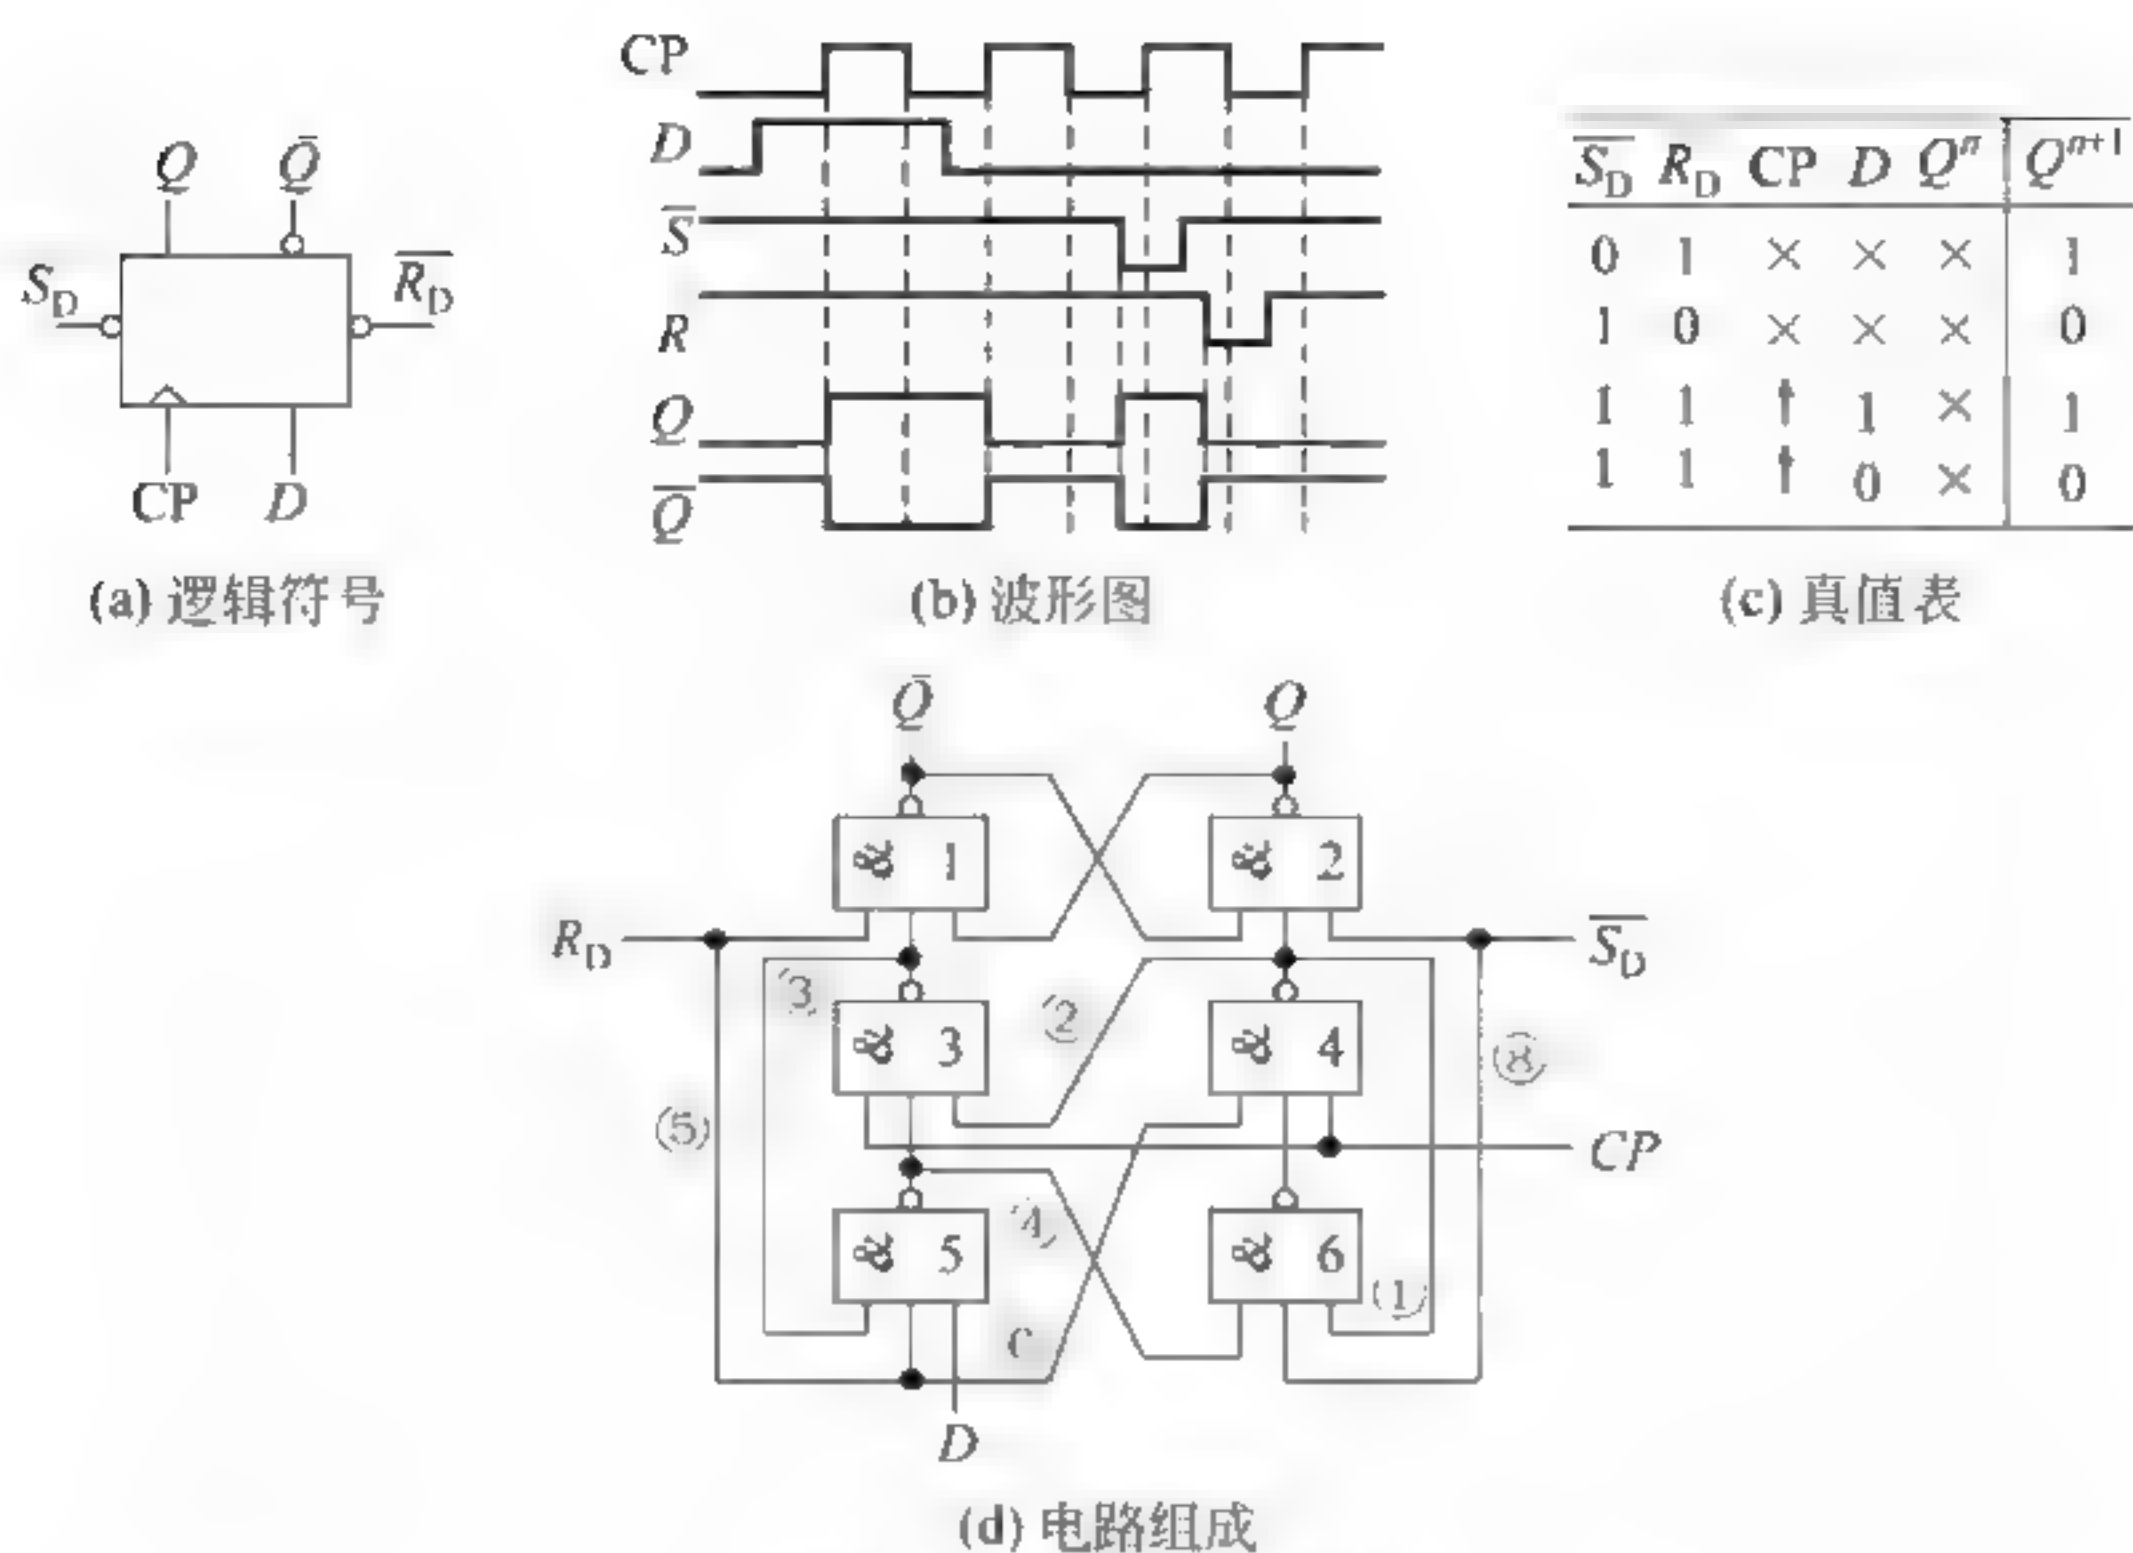 Q Q̄
S_D R̅_D̅
CP D
(a) 逻辑符号
CP
D
S̅
R
Q
Q̅
(b) 波形图
S̅_D̅ R_D CP D Qⁿ Qⁿ⁺¹
0 1 × × × 1
1 0 × × × 0
1 1 ↑ 1 × 1
1 1 ↑ 0 × 0
(c) 真值表
Q̄ Q
& 1 & 2
R_D S̅_D̅
③ ②
& 3 & 4
⑤ ⑧
CP
④
& 5 & 6
①
D
(d) 电路组成